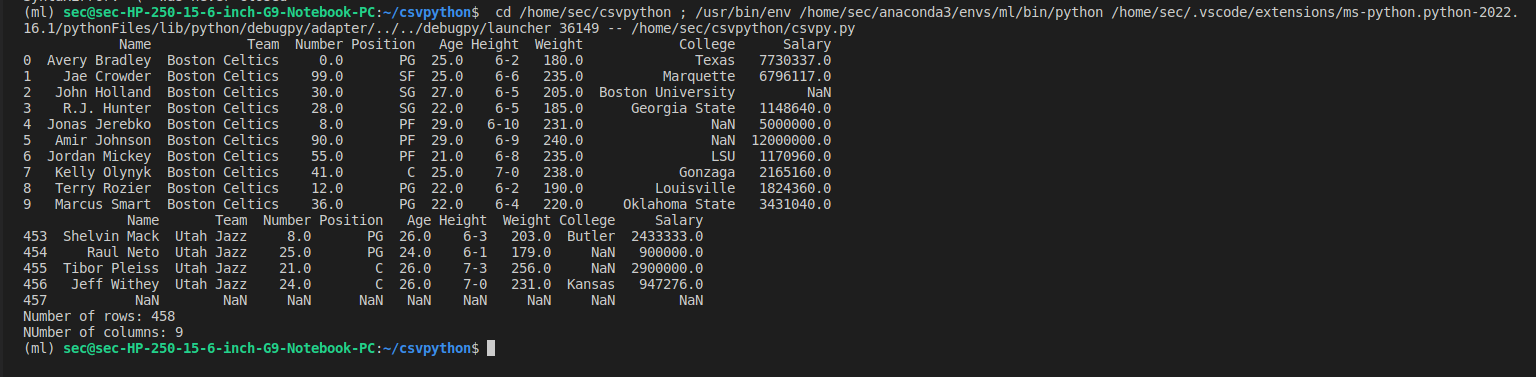 (ml) sec@sec-HP-250-15-6-inch-G9-Notebook-PC:~/csvpython$  cd /home/sec/csvpython ; /usr/bin/env /home/sec/anaconda3/envs/ml/bin/python /home/sec/.vscode/extensions/ms-python.python-2022.
16.1/pythonFiles/lib/python/debugpy/adapter/../../debugpy/launcher 36149 -- /home/sec/csvpython/csvpy.py
            Name            Team  Number Position   Age Height  Weight            College      Salary
0  Avery Bradley  Boston Celtics     0.0       PG  25.0    6-2   180.0              Texas   7730337.0
1    Jae Crowder  Boston Celtics    99.0       SF  25.0    6-6   235.0          Marquette   6796117.0
2   John Holland  Boston Celtics    30.0       SG  27.0    6-5   205.0  Boston University         NaN
3    R.J. Hunter  Boston Celtics    28.0       SG  22.0    6-5   185.0      Georgia State   1148640.0
4  Jonas Jerebko  Boston Celtics     8.0       PF  29.0   6-10   231.0                NaN   5000000.0
5   Amir Johnson  Boston Celtics    90.0       PF  29.0    6-9   240.0                NaN  12000000.0
6  Jordan Mickey  Boston Celtics    55.0       PF  21.0    6-8   235.0                LSU   1170960.0
7   Kelly Olynyk  Boston Celtics    41.0        C  25.0    7-0   238.0            Gonzaga   2165160.0
8   Terry Rozier  Boston Celtics    12.0       PG  22.0    6-2   190.0         Louisville   1824360.0
9   Marcus Smart  Boston Celtics    36.0       PG  22.0    6-4   220.0     Oklahoma State   3431040.0
             Name       Team  Number Position   Age Height  Weight College     Salary
453  Shelvin Mack  Utah Jazz     8.0       PG  26.0    6-3   203.0  Butler  2433333.0
454     Raul Neto  Utah Jazz    25.0       PG  24.0    6-1   179.0     NaN   900000.0
455  Tibor Pleiss  Utah Jazz    21.0        C  26.0    7-3   256.0     NaN  2900000.0
456   Jeff Withey  Utah Jazz    24.0        C  26.0    7-0   231.0  Kansas   947276.0
457           NaN        NaN     NaN      NaN   NaN    NaN     NaN     NaN        NaN
Number of rows: 458
NUmber of columns: 9
(ml) sec@sec-HP-250-15-6-inch-G9-Notebook-PC:~/csvpython$